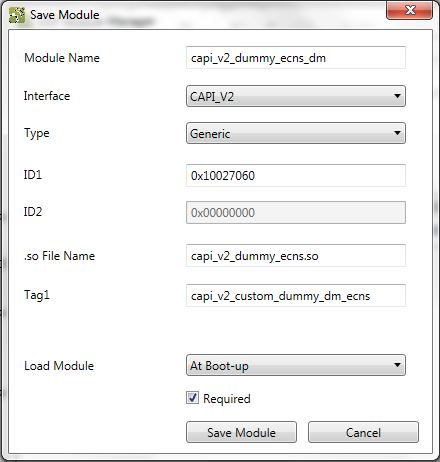 Save Module
Module Name capi_v2_dummy_ecns_dm
Interface CAPI_V2
Type Generic
ID1 0x10027060
ID2 0x00000000
.so File Name capi_v2_dummy_ecns.so
Tag1 capi_v2_custom_dummy_dm_ecns
Load Module At Boot-up
Required
Save Module Cancel